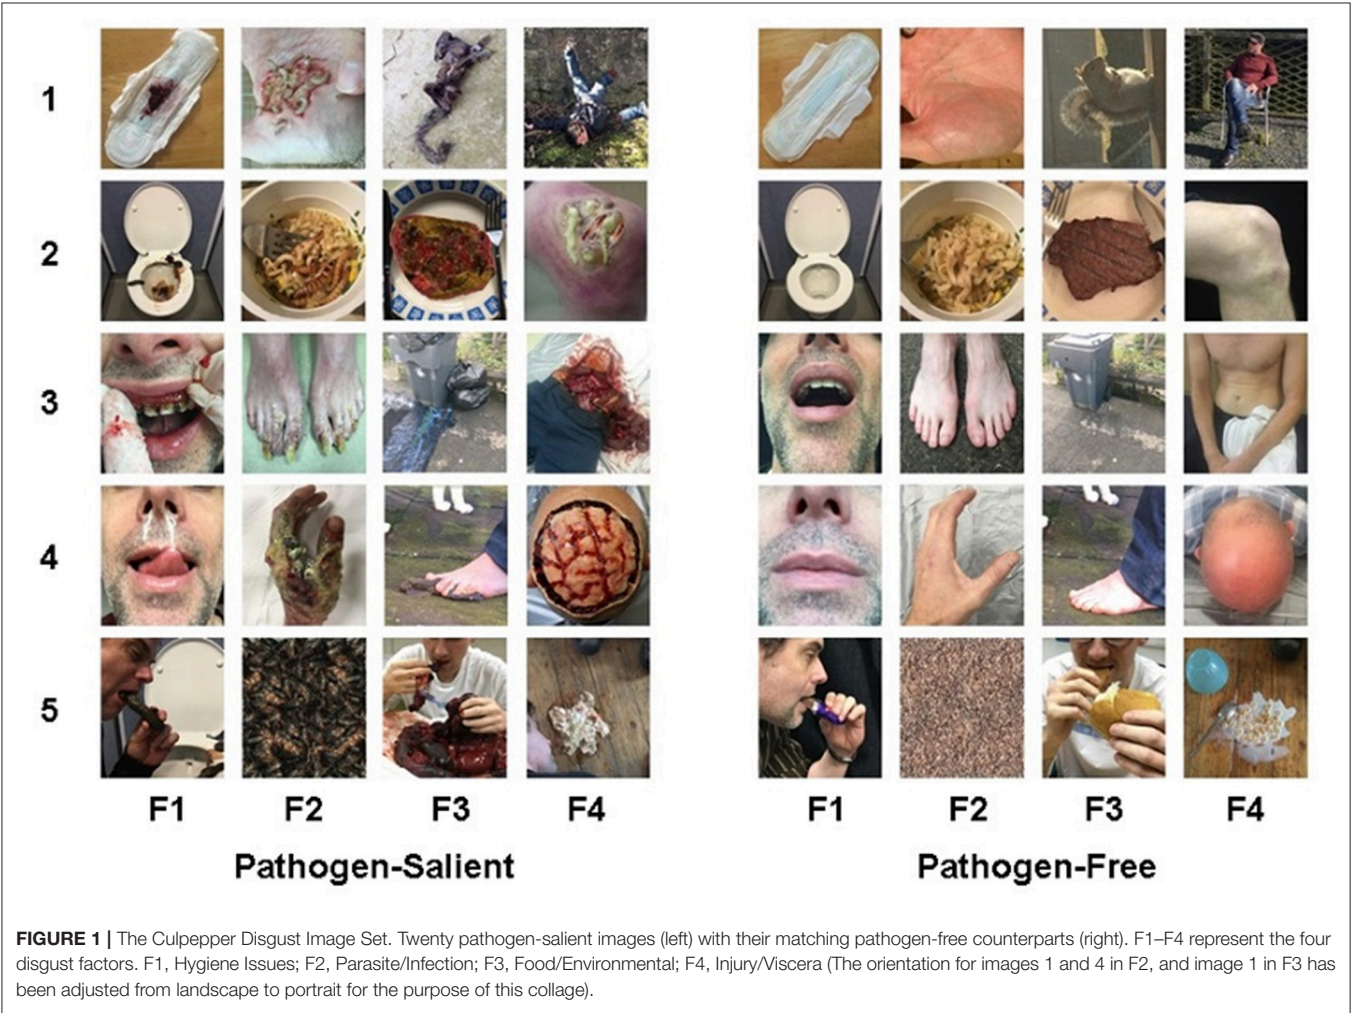 1
2
3
4
5
F1 F2 F3 F4 F1 F2 F3 F4
Pathogen-Salient Pathogen-Free
FIGURE 1 | The Culpepper Disgust Image Set. Twenty pathogen-salient images (left) with their matching pathogen-free counterparts (right). F1–F4 represent the four
disgust factors. F1, Hygiene Issues; F2, Parasite/Infection; F3, Food/Environmental; F4, Injury/Viscera (The orientation for images 1 and 4 in F2, and image 1 in F3 has
been adjusted from landscape to portrait for the purpose of this collage).